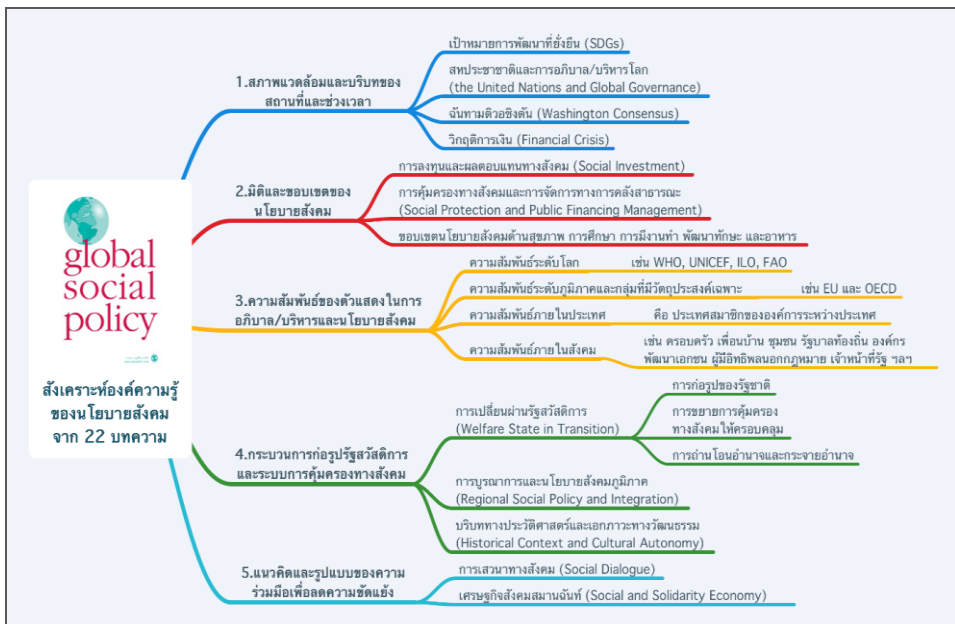 global
social
policy
สังเคราะห์องค์ความรู้
ของนโยบายสังคม
จาก 22 บทความ
1.สภาพแวดล้อมและบริบทของ
สถานที่และช่วงเวลา
เป้าหมายการพัฒนาที่ยั่งยืน (SDGs)
สหประชาชาติและการอภิบาล/บริหารโลก
(the United Nations and Global Governance)
ฉันทามติวอชิงตัน (Washington Consensus)
วิกฤติการเงิน (Financial Crisis)
2.มิติและขอบเขตของ
นโยบายสังคม
การลงทุนและผลตอบแทนทางสังคม (Social Investment)
การคุ้มครองทางสังคมและการจัดการทางการคลังสาธารณะ
(Social Protection and Public Financing Management)
ขอบเขตนโยบายสังคมด้านสุขภาพ การศึกษา การมีงานทำ พัฒนาทักษะ และอาหาร
3.ความสัมพันธ์ของตัวแสดงในการ
อภิบาล/บริหารและนโยบายสังคม
ความสัมพันธ์ระดับโลก เช่น WHO, UNICEF, ILO, FAO
ความสัมพันธ์ระดับภูมิภาคและกลุ่มที่มีวัตถุประสงค์เฉพาะ เช่น EU และ OECD
ความสัมพันธ์ภายในประเทศ คือ ประเทศสมาชิกขององค์การระหว่างประเทศ
ความสัมพันธ์ภายในสังคม
เช่น ครอบครัว เพื่อนบ้าน ชุมชน รัฐบาลท้องถิ่น องค์กร
พัฒนาเอกชน ผู้มีอิทธิพลนอกกฎหมาย เจ้าหน้าที่รัฐ ฯลฯ
4.กระบวนการก่อรูปรัฐสวัสดิการ
และระบบการคุ้มครองทางสังคม
การเปลี่ยนผ่านรัฐสวัสดิการ
(Welfare State in Transition)
การก่อรูปของรัฐชาติ
การขยายการคุ้มครอง
ทางสังคมให้ครอบคลุม
การถ่านโอนอำนาจและกระจายอำนาจ
การบูรณาการและนโยบายสังคมภูมิภาค
(Regional Social Policy and Integration)
บริบททางประวัติศาสตร์และเอกภาวะทางวัฒนธรรม
(Historical Context and Cultural Autonomy)
5.แนวคิดและรูปแบบของความ
ร่วมมือเพื่อลดความขัดแย้ง
การเสวนาทางสังคม (Social Dialogue)
เศรษฐกิจสังคมสมานฉันท์ (Social and Solidarity Economy)